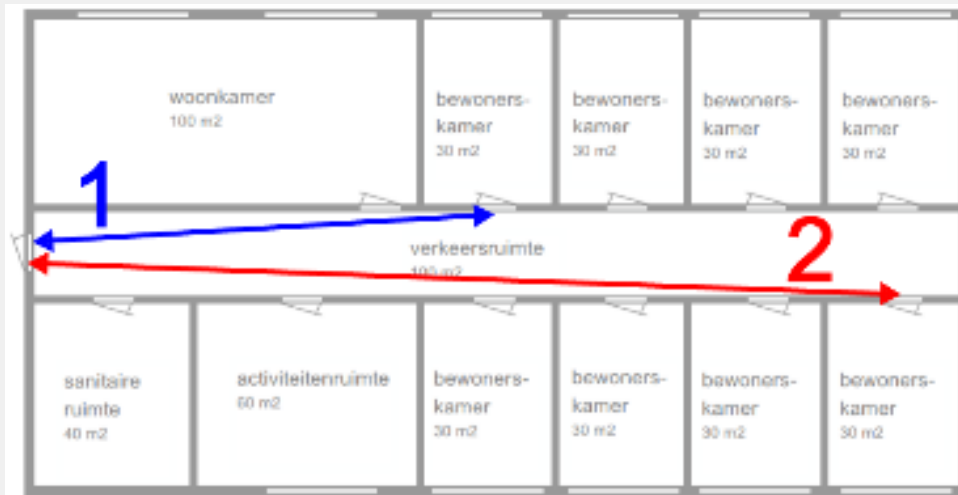 woonkamer
100 m2
bewoners-
kamer
30 m2
bewoners-
kamer
30 m2
bewoners-
kamer
30 m2
bewoners-
kamer
30 m2
1
verkeersruimte
100 m2
2
sanitaire
ruimte
40 m2
activiteitenruimte
60 m2
bewoners-
kamer
30 m2
bewoners-
kamer
30 m2
bewoners-
kamer
30 m2
bewoners-
kamer
30 m2